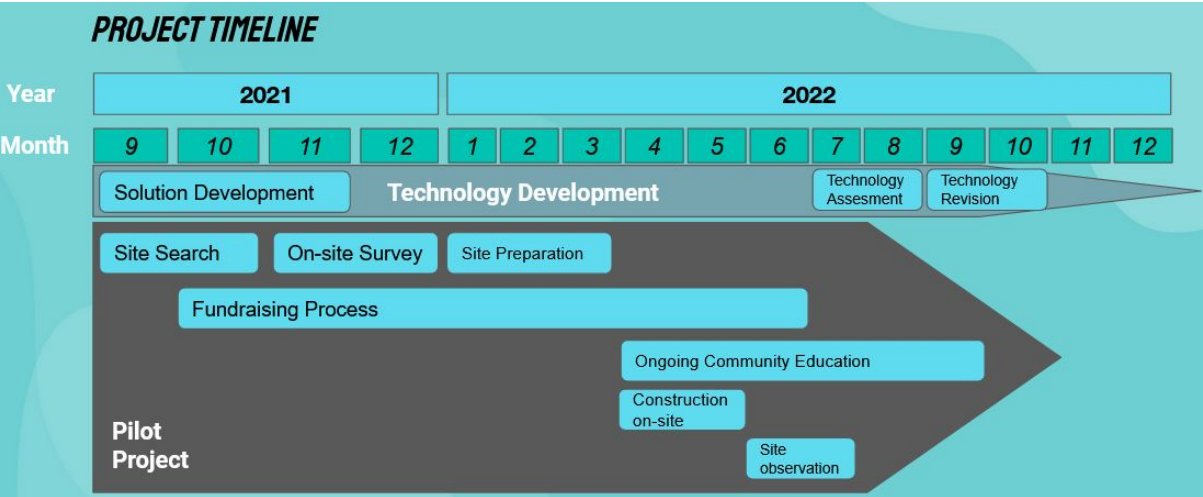 PROJECT TIMELINE
Year 2021 2022
Month 9 10 11 12 1 2 3 4 5 6 7 8 9 10 11 12
Solution Development Technology Development
Technology
Assesment
Technology
Revision
Site Search On-site Survey Site Preparation
Fundraising Process
Ongoing Community Education
Construction
on-site
Pilot
Project
Site
observation